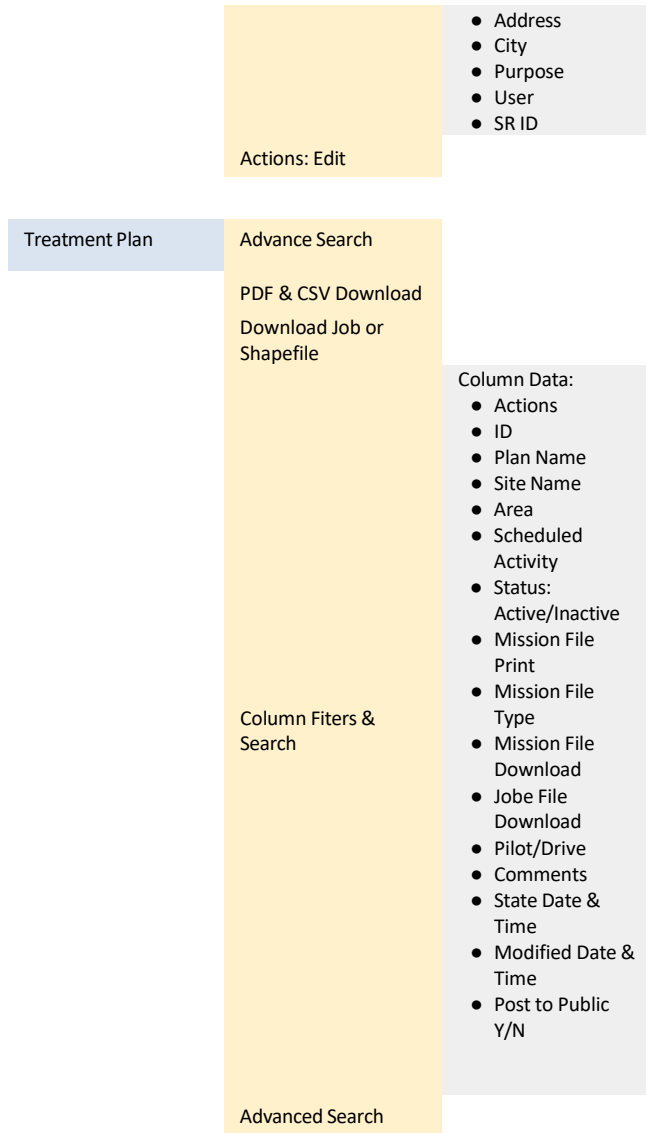 ● Address
● City
● Purpose
● User
● SR ID
Actions: Edit
Treatment Plan
Advance Search
PDF & CSV Download
Download Job or
Shapefile
Column Fiters &
Search
Column Data:
● Actions
● ID
● Plan Name
● Site Name
● Area
● Scheduled
Activity
● Status:
Active/Inactive
● Mission File
Print
● Mission File
Type
● Mission File
Download
● Jobe File
Download
● Pilot/Drive
● Comments
● State Date &
Time
● Modified Date &
Time
● Post to Public
Y/N
Advanced Search